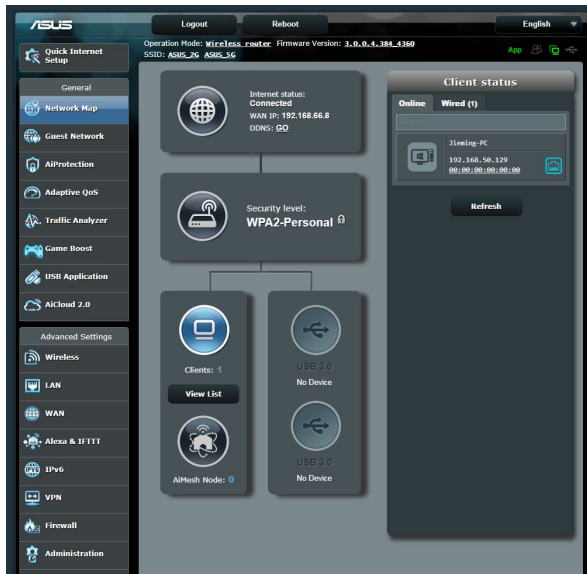 ASUS
Logout
Reboot
English
Quick Internet
Setup
Operation Mode: Wireless router Firmware Version: 3.0.0.4.384_4360
SSID: ASUS_2G ASUS_5G
App
General
Network Map
Guest Network
AiProtection
Adaptive QoS
Traffic Analyzer
Game Boost
USB Application
AiCloud 2.0
Advanced Settings
Wireless
LAN
WAN
Alexa & IFTTT
IPv6
VPN
Firewall
Administration
Internet status:
Connected
WAN IP: 192.168.66.8
DDNS: GO
Security level:
WPA2-Personal
Clients: 1
View List
AiMesh Node: 0
USB 3.0
No Device
USB 3.0
No Device
Client status
Online
Wired (1)
Jieming-PC
192.168.50.129
00:00:00:00:00:00
Refresh